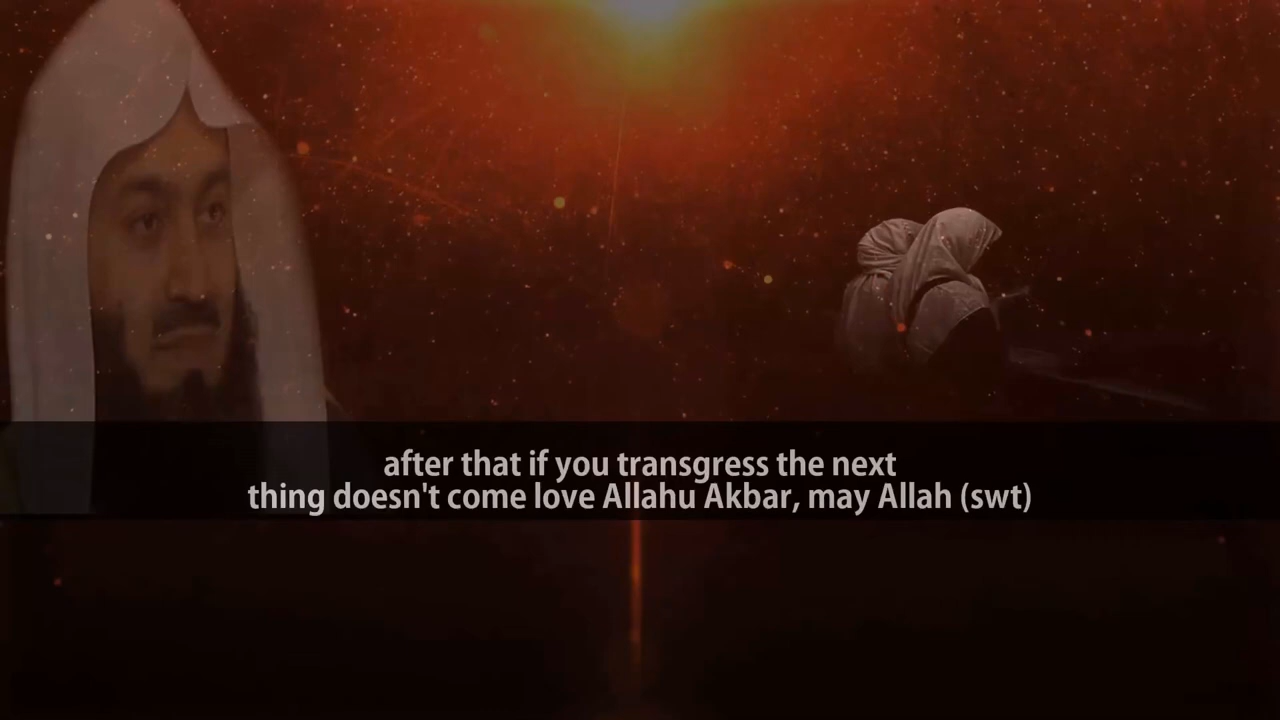 after that if you transgress the next
thing doesn't come love Allahu Akbar, may Allah (swt)